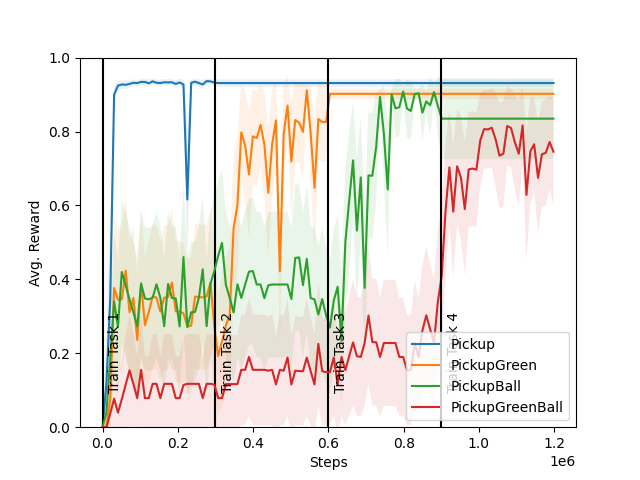 1.0
0.8
0.6
0.4
0.2
0.0
Avg. Reward
Train Task 1
Train Task 2
Train Task 3
Train Task 4
Pickup
PickupGreen
PickupBall
PickupGreenBall
0.0 0.2 0.4 0.6 0.8 1.0 1.2
1e6
Steps